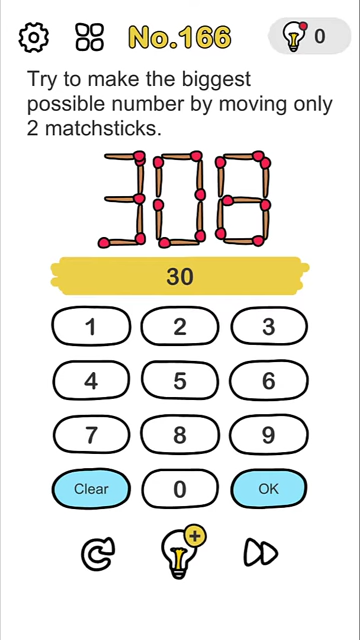 No.166
0
Try to make the biggest
possible number by moving only
2 matchsticks.
308
30
1 2 3
4 5 6
7 8 9
Clear 0 OK